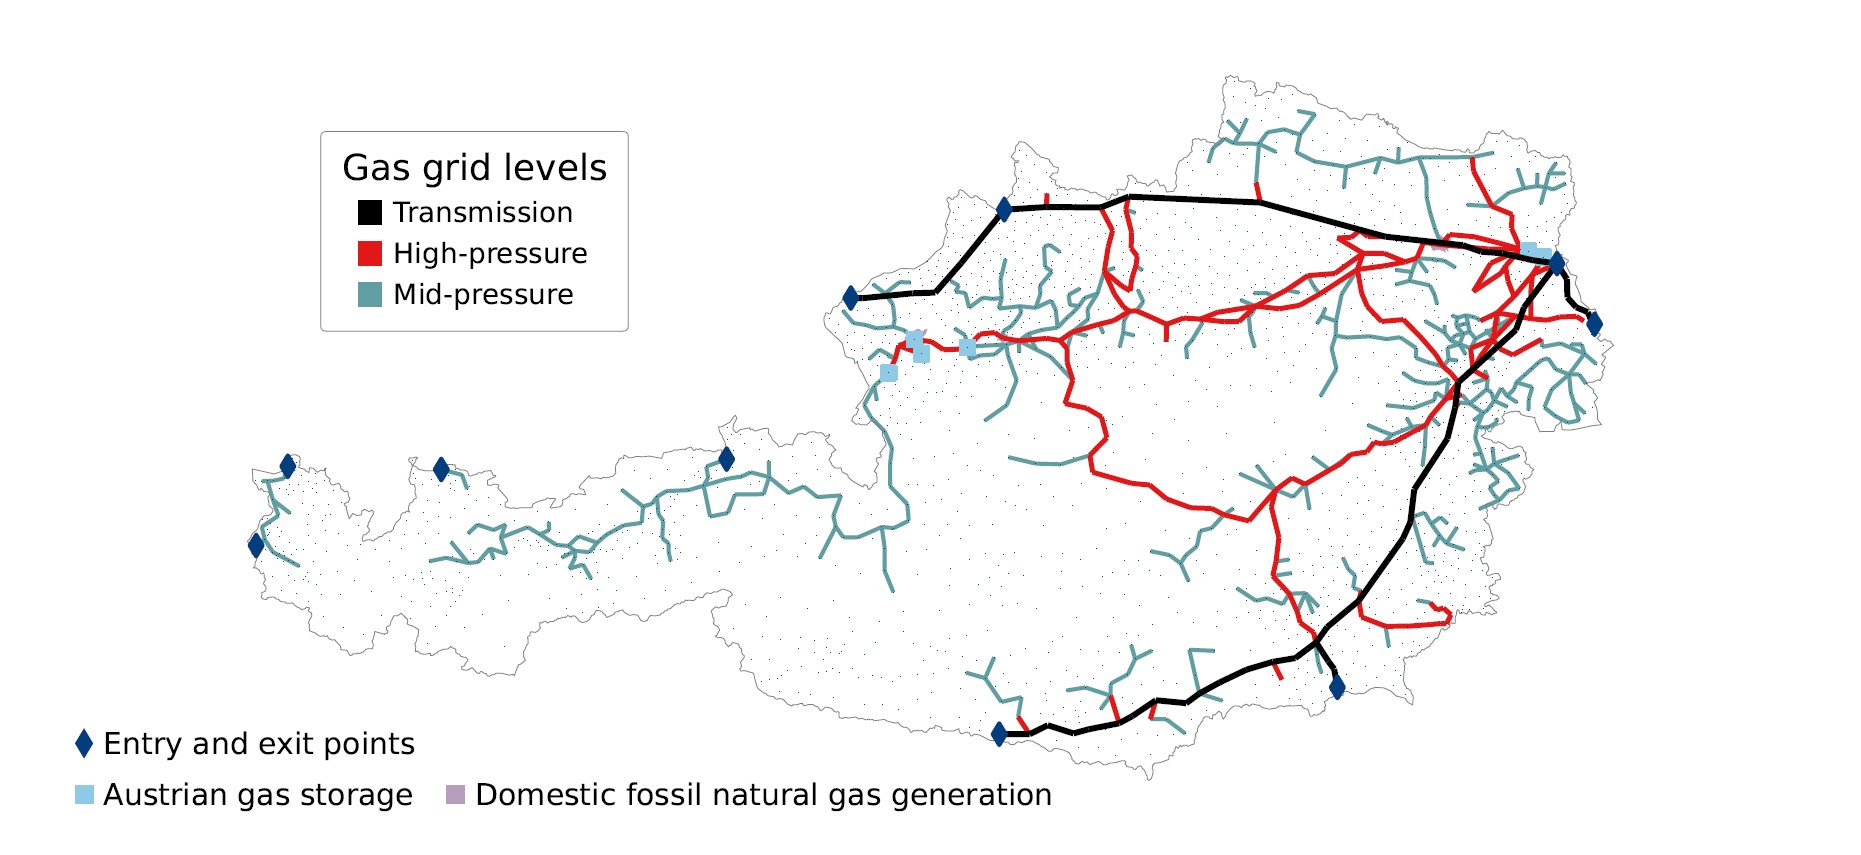 Gas grid levels
Transmission
High-pressure
Mid-pressure
Entry and exit points
Austrian gas storage
Domestic fossil natural gas generation